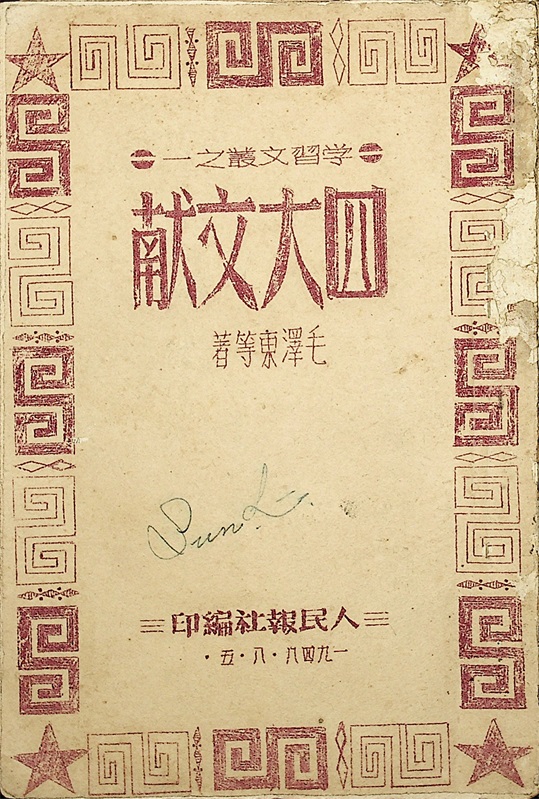 学習文叢之一
四大文献
毛澤東等著
Sun L.
人民報社編印
一九四八·八·五·